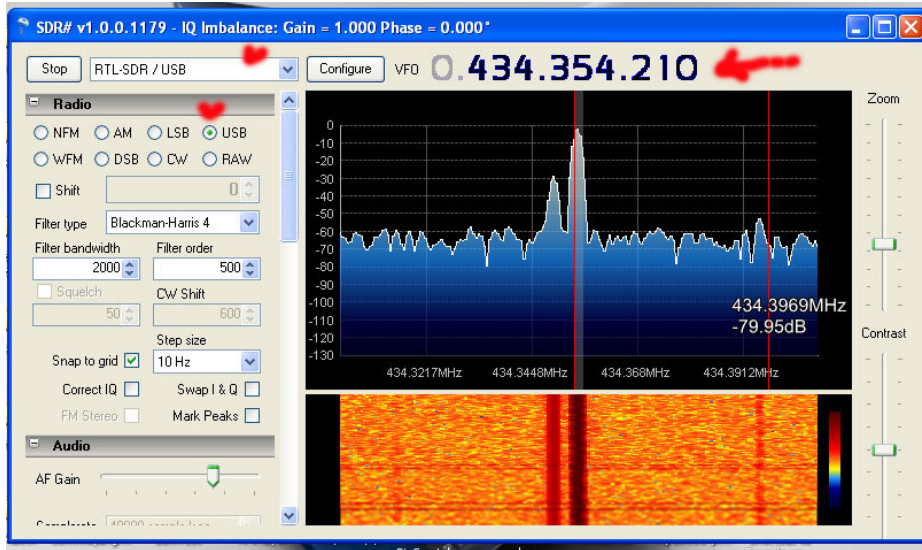 SDR# v1.0.0.1179 - IQ Imbalance: Gain = 1.000 Phase = 0.000°
Stop RTL-SDR / USB Configure VFO 0.434.354.210
Radio
NFM AM LSB USB
WFM DSB CW RAW
Shift 0
Filter type Blackman-Harris 4
Filter bandwidth Filter order
2000 500
Squelch CW Shift
50 600
Step size
Snap to grid 10 Hz
Correct IQ Swap I & Q
FM Stereo Mark Peaks
Audio
AF Gain
Zoom
0
-10
-20
-30
-40
-50
-60
-70
-80
-90
-100
-110
-120
-130
434.3969MHz
-79.95dB
434.3217MHz 434.3448MHz 434.368MHz 434.3912MHz
Contrast